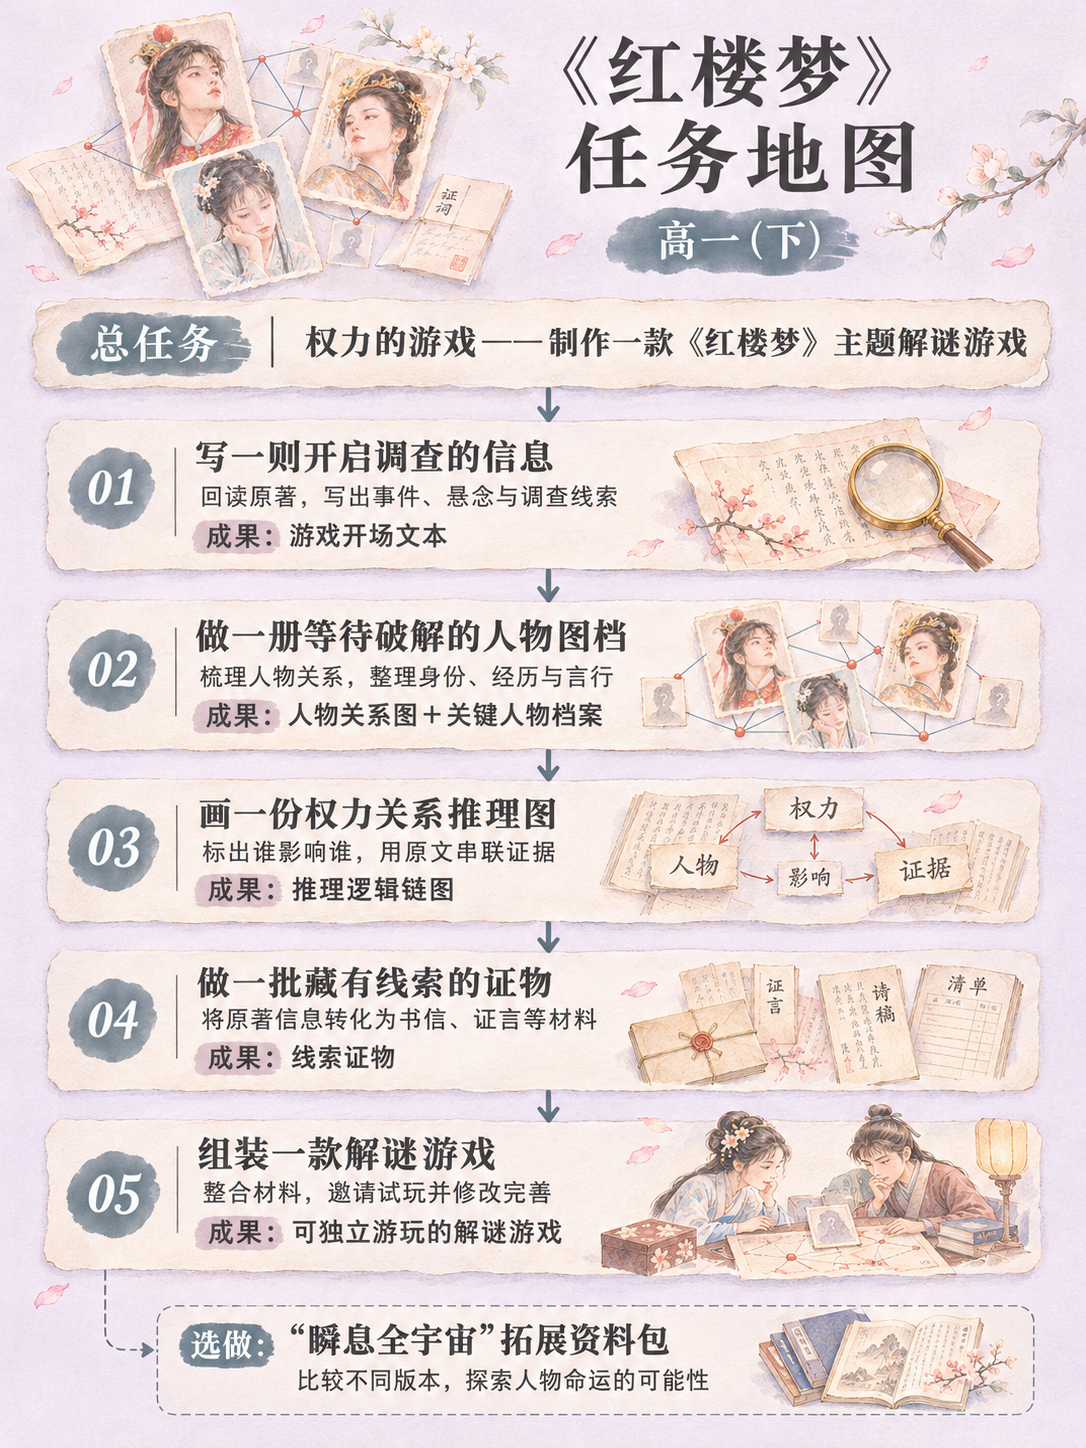 《红楼梦》
任务地图
高一（下）
证词
总任务
权力的游戏——制作一款《红楼梦》主题解谜游戏
01
写一则开启调查的信息
回读原著，写出事件、悬念与调查线索
成果：游戏开场文本
02
做一册等待破解的人物图档
梳理人物关系，整理身份、经历与言行
成果：人物关系图＋关键人物档案
03
画一份权力关系推理图
标出谁影响谁，用原文串联证据
成果：推理逻辑链图
权力
人物
影响
证据
04
做一批藏有线索的证物
将原著信息转化为书信、证言等材料
成果：线索证物
证言
诗稿
清单
05
组装一款解谜游戏
整合材料，邀请试玩并修改完善
成果：可独立游玩的解谜游戏
选做：
“瞬息全宇宙”拓展资料包
比较不同版本，探索人物命运的可能性